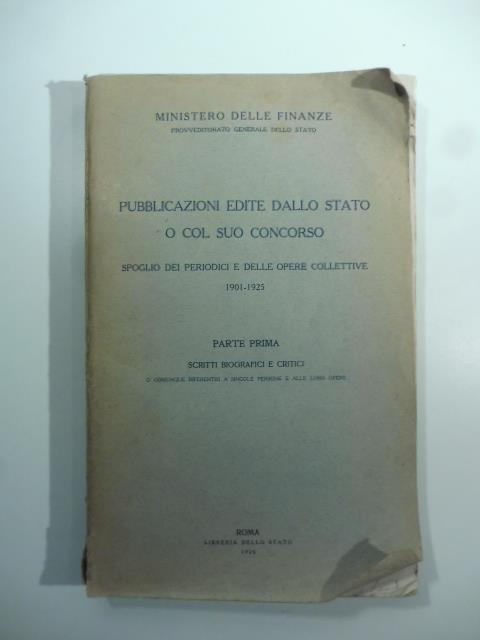 MINISTERO DELLE FINANZE
PROVVEDITORATO GENERALE DELLO STATO
PUBBLICAZIONI EDITE DALLO STATO
O COL SUO CONCORSO
SPOGLIO DEI PERIODICI E DELLE OPERE COLLETTIVE
1901-1925
PARTE PRIMA
SCRITTI BIOGRAFICI E CRITICI
O COMUNQUE RIFERENTISI A SINGOLE PERSONE E ALLE LORO OPERE
ROMA
LIBRERIA DELLO STATO